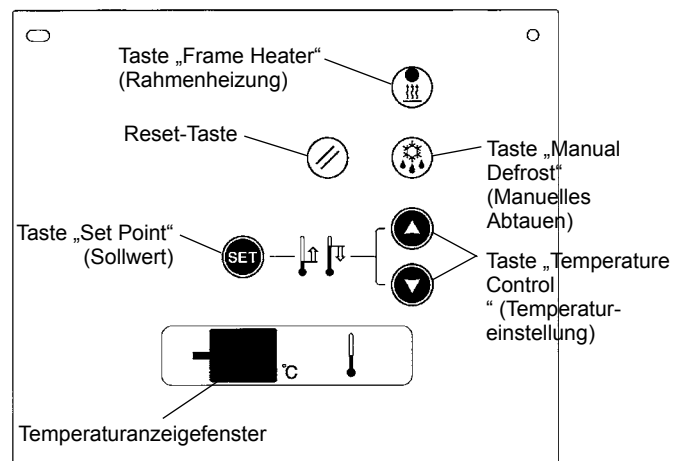 Taste „Frame Heater“
(Rahmenheizung)
Reset-Taste
Taste „Manual
Defrost“
(Manuelles
Abtauen)
Taste „Set Point“
(Sollwert)
SET
Taste „Temperature
Control
“ (Temperatur-
einstellung)
°C
Temperaturanzeigefenster